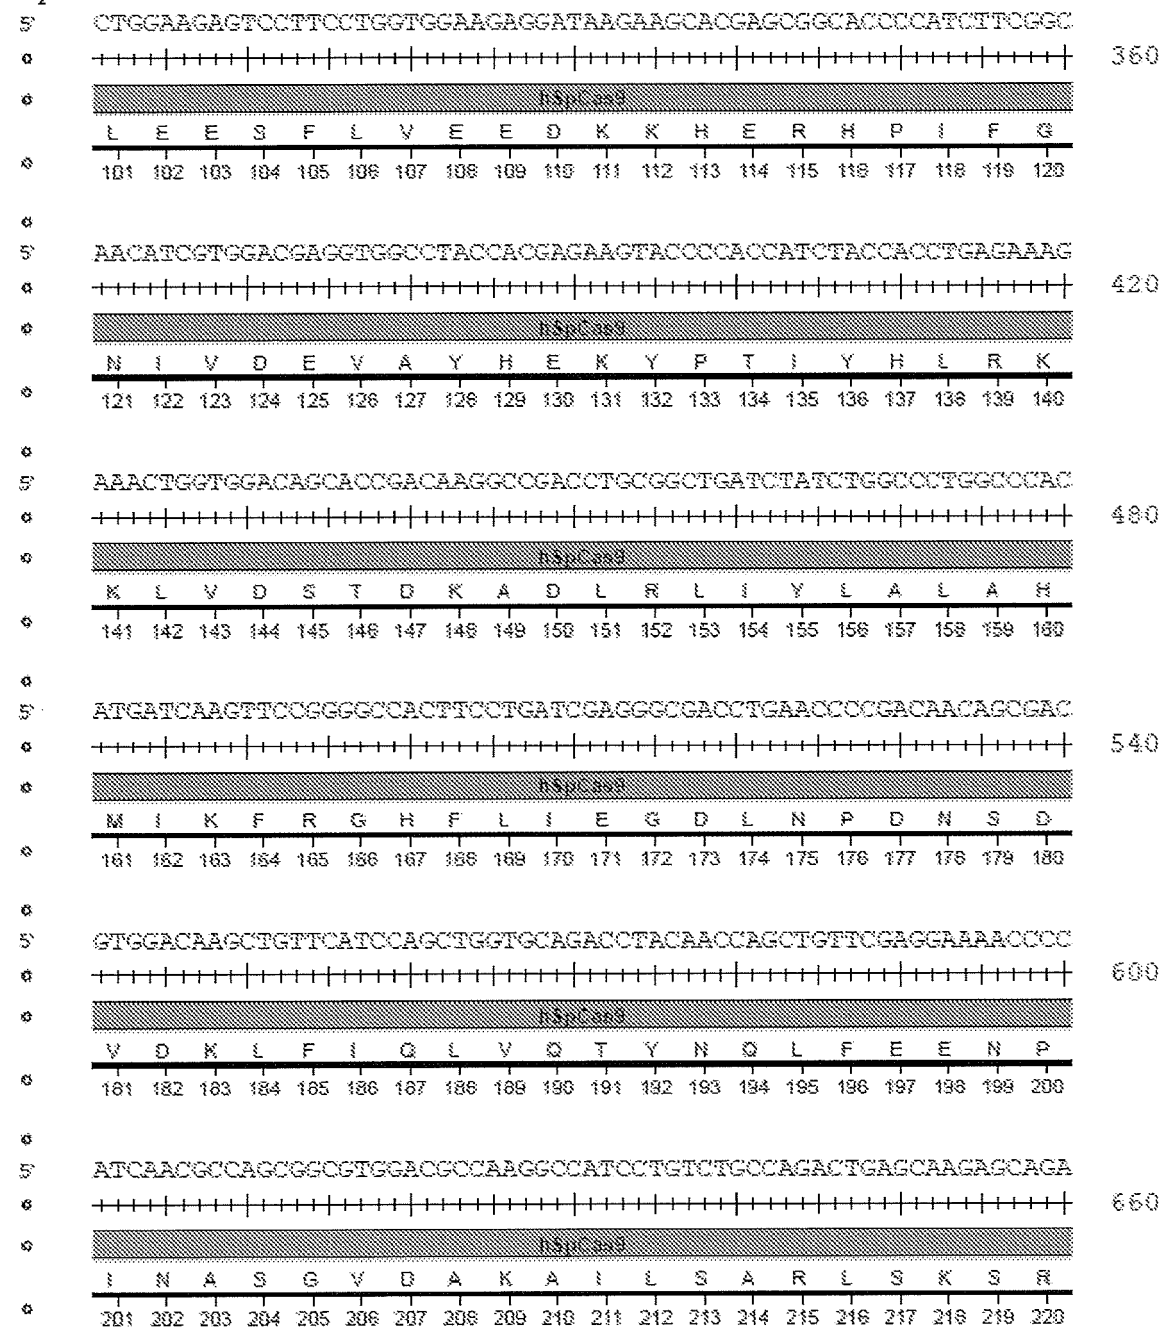 5' CTGGAAGAGTCCTTCCTGGTGGAAGAGGATAAGAAGCACGAGCGGCACCCCATCTTCGGC
360
hSpCas9
L E E S F L V E E D K K H E R H P I F G
101 102 103 104 105 106 107 108 109 110 111 112 113 114 115 116 117 118 119 120
5' AACATCGTGGACGAGGTGGCCTACCACGAGAAGTACCCCACCATCTACCACCTGAGAAAG
420
hSpCas9
N I V D E V A Y H E K Y P T I Y H L R K
121 122 123 124 125 126 127 128 129 130 131 132 133 134 135 136 137 138 139 140
5' AAACTGGTGGACAGCACCGACAAGGCCGACCTGCGGCTGATCTATCTGGCCCTGGCCCAC
480
hSpCas9
K L V D S T D K A D L R L I Y L A L A H
141 142 143 144 145 146 147 148 149 150 151 152 153 154 155 156 157 158 159 160
5' ATGATCAAGTTCCGGGGCCACTTCCTGATCGAGGGCGACCTGAACCCCGACAACAGCGAC
540
hSpCas9
M I K F R G H F L I E G D L N P D N S D
161 162 163 164 165 166 167 168 169 170 171 172 173 174 175 176 177 178 179 180
5' GTGGACAAGCTGTTCATCCAGCTGGTGCAGACCTACAACCAGCTGTTCGAGGAAAACCCC
600
hSpCas9
V D K L F I Q L V Q T Y N Q L F E E N P
181 182 183 184 185 186 187 188 189 190 191 192 193 194 195 196 197 198 199 200
5' ATCAACGCCAGCGGCGTGGACGCCAAGGCCATCCTGTCTGCCAGACTGAGCAAGAGCAGA
660
hSpCas9
I N A S G V D A K A I L S A R L S K S R
201 202 203 204 205 206 207 208 209 210 211 212 213 214 215 216 217 218 219 220